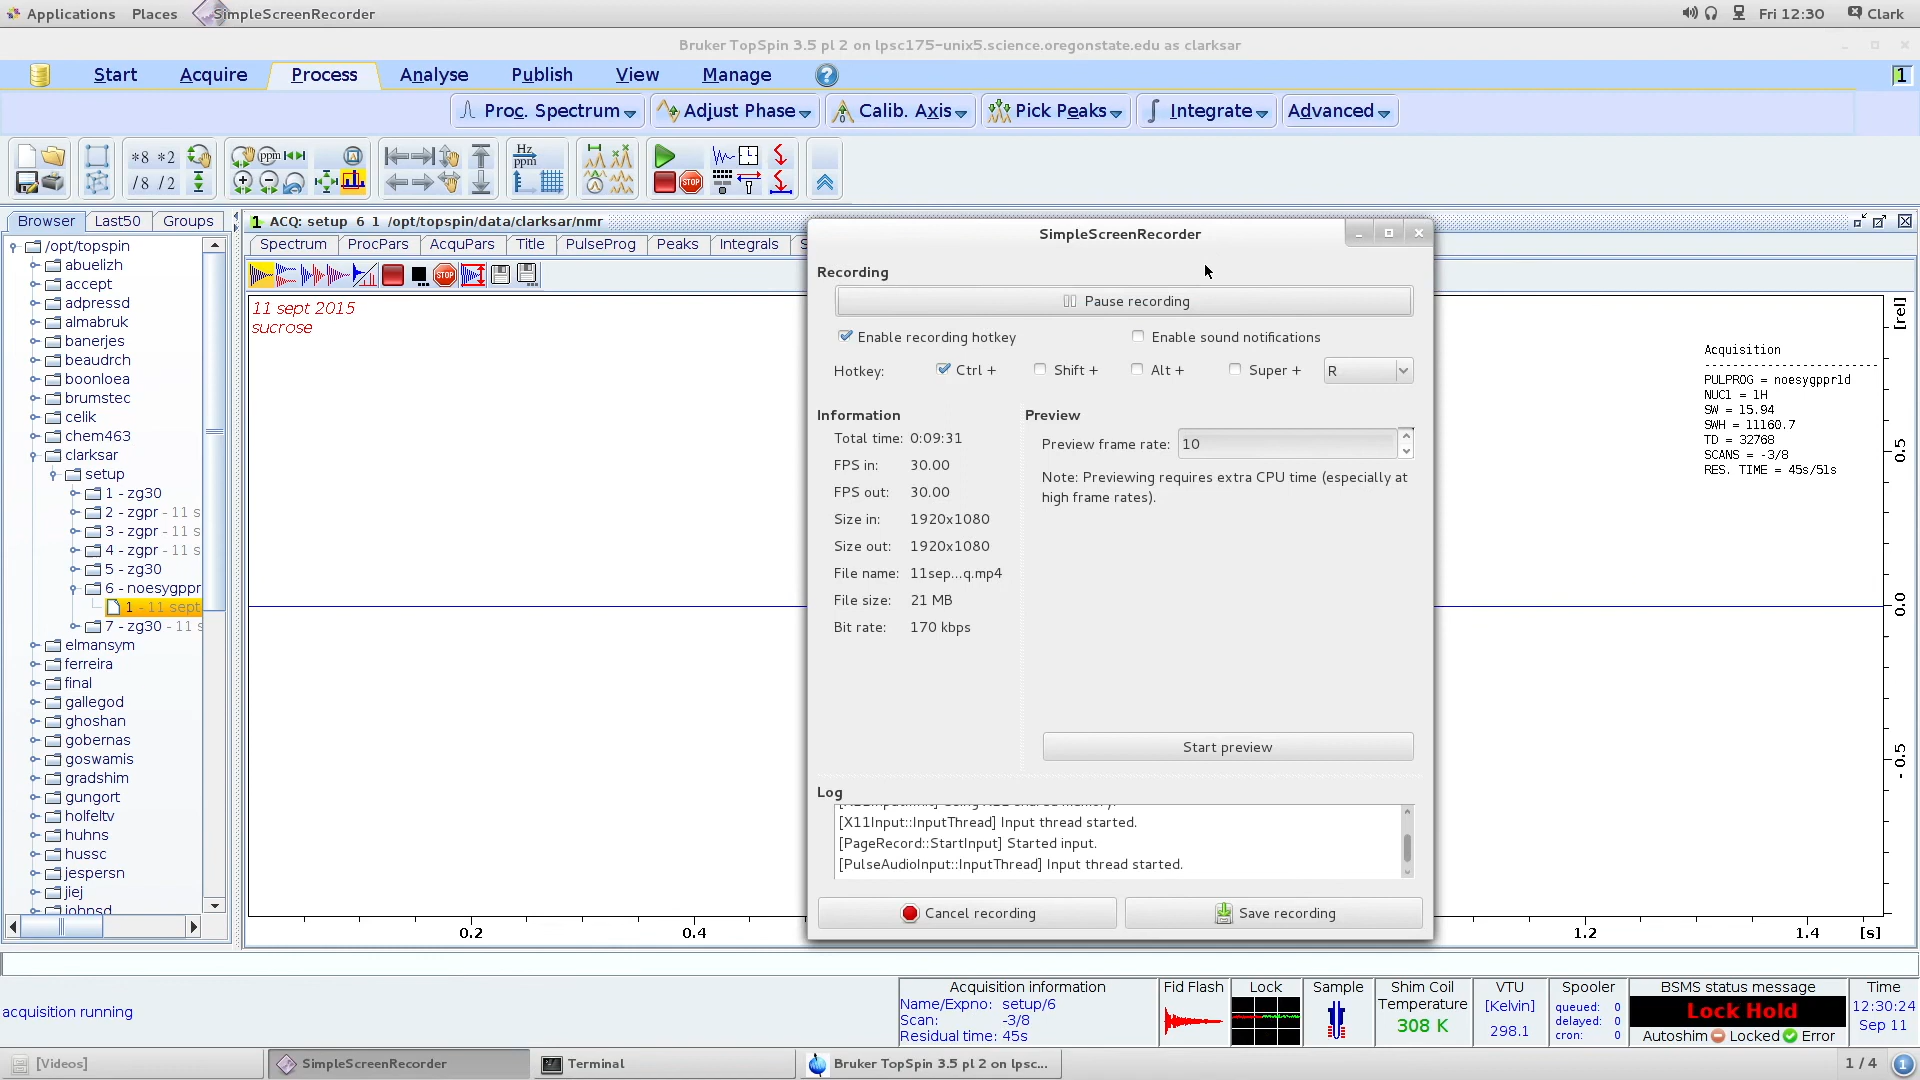 Applications Places SimpleScreenRecorder Fri 12:30 Clark
Bruker TopSpin 3.5 pl 2 on lpsc175-unix5.science.oregonstate.edu as clarksar
Start Acquire Process Analyse Publish View Manage ? 1
Proc. Spectrum Adjust Phase Calib. Axis Pick Peaks Integrate Advanced
*8 *2 ppm Hz ppm
/8 /2 STOP
Browser Last50 Groups
1 ACQ: setup 6 1 /opt/topspin/data/clarksar/nmr
Spectrum ProcPars AcquPars Title PulseProg Peaks Integrals S
STOP
/opt/topspin
abuelizh
accept
adpressd
almabruk
banerjes
beaudrch
boonloea
brumstec
celik
chem463
clarksar
setup
1 - zg30
2 - zgpr - 11 s
3 - zgpr - 11 s
4 - zgpr - 11 s
5 - zg30
6 - noesygppr
1 - 11 sept
7 - zg30 - 11 s
elmansym
ferreira
final
gallegod
ghoshan
gobernas
goswamis
gradshim
gungort
holfeltv
huhns
hussc
jespersn
jiej
johnsd
11 sept 2015
sucrose
SimpleScreenRecorder
Recording
Pause recording
Enable recording hotkey Enable sound notifications
Hotkey: Ctrl + Shift + Alt + Super + R
Information
Total time: 0:09:31
FPS in: 30.00
FPS out: 30.00
Size in: 1920x1080
Size out: 1920x1080
File name: 11sep...q.mp4
File size: 21 MB
Bit rate: 170 kbps
Preview
Preview frame rate: 10
Note: Previewing requires extra CPU time (especially at
high frame rates).
Start preview
Log
[X11Input::InputThread] Input thread started.
[PageRecord::StartInput] Started input.
[PulseAudioInput::InputThread] Input thread started.
Cancel recording Save recording
Acquisition
PULPROG = noesygppr1d
NUC1 = 1H
SW = 15.94
SWH = 11160.7
TD = 32768
SCANS = -3/8
RES. TIME = 45s/51s
[rel]
0.5
0.0
- 0.5
0.2 0.4 1.2 1.4 [s]
acquisition running
Acquisition information
Name/Expno: setup/6
Scan: -3/8
Residual time: 45s
Fid Flash
Lock
Sample
Shim Coil
Temperature
308 K
VTU
[Kelvin]
298.1
Spooler
queued: 0
delayed: 0
cron: 0
BSMS status message
Lock Hold
Autoshim Locked Error
Time
12:30:24
Sep 11
[Videos] SimpleScreenRecorder Terminal Bruker TopSpin 3.5 pl 2 on lpsc... 1 / 4 1